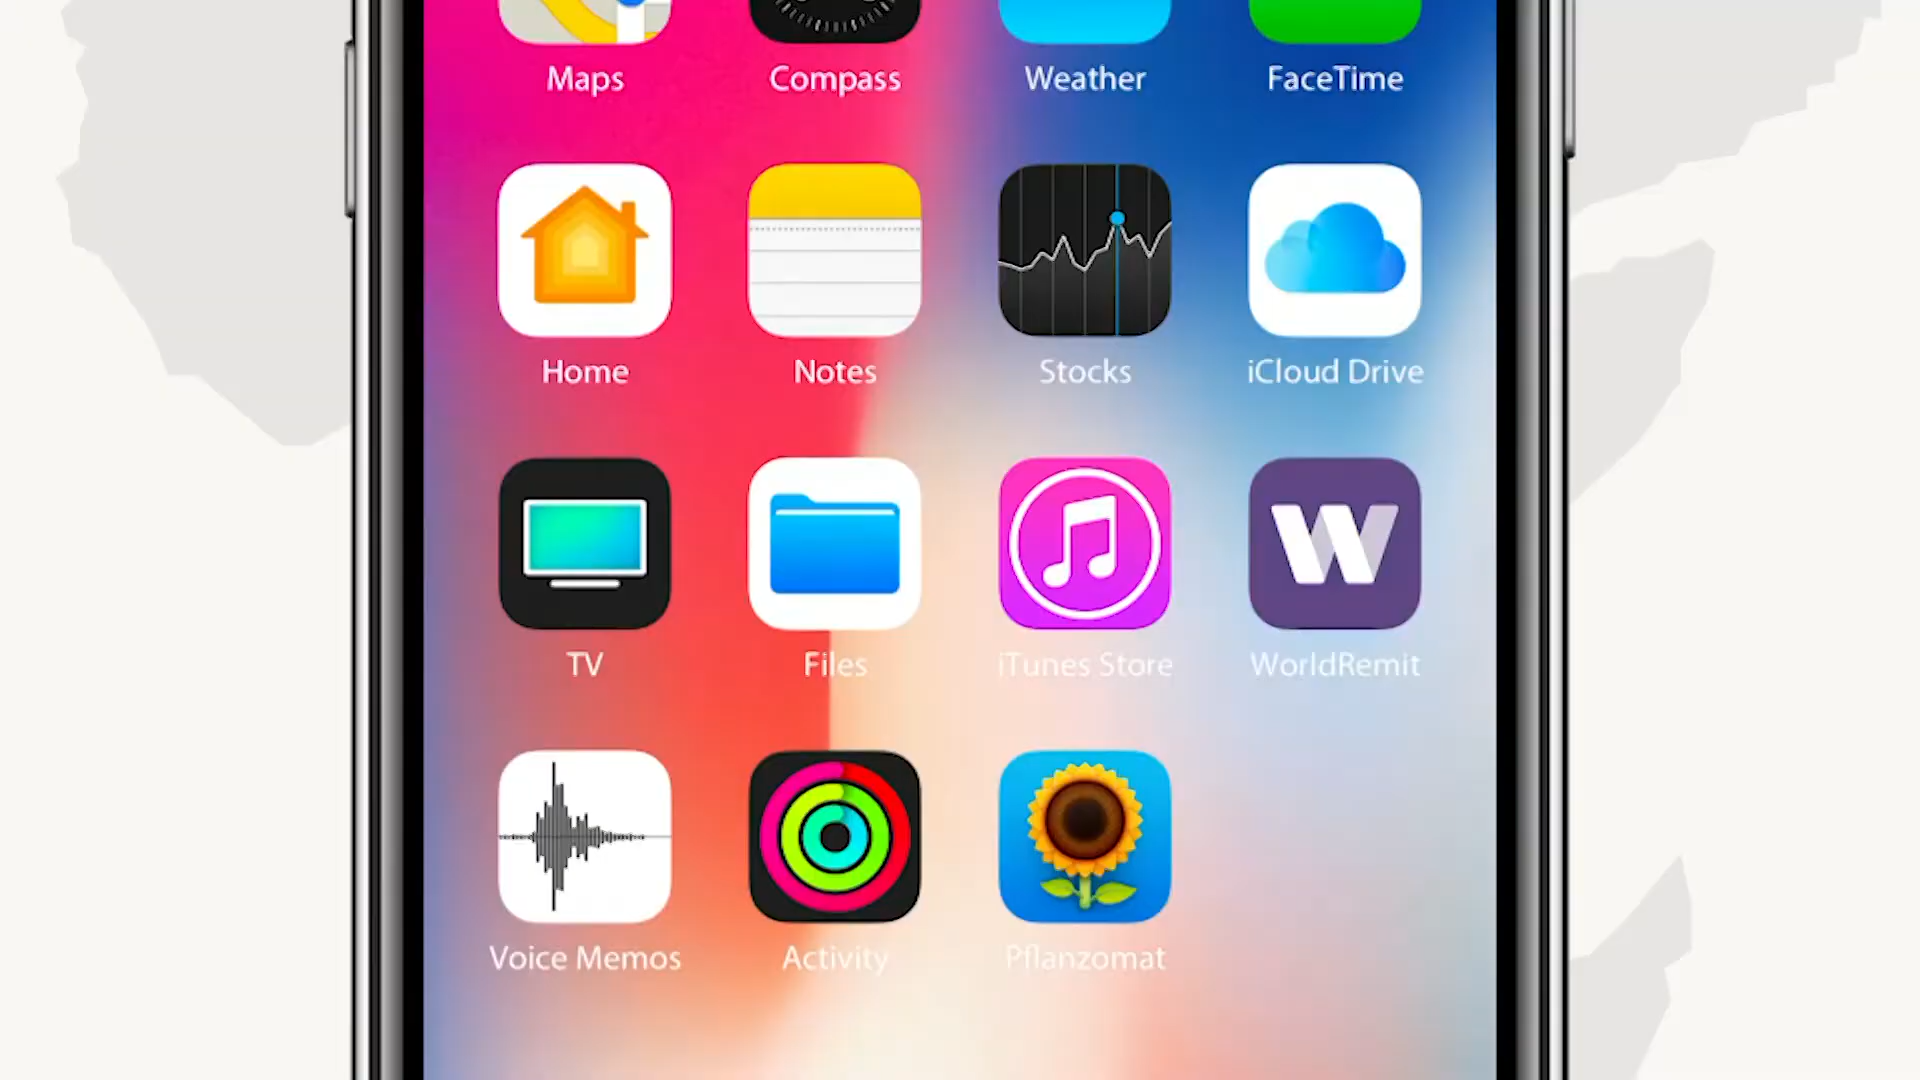 Maps Compass Weather FaceTime
Home Notes Stocks iCloud Drive
W
TV Files iTunes Store WorldRemit
Voice Memos Activity Pflanzomat